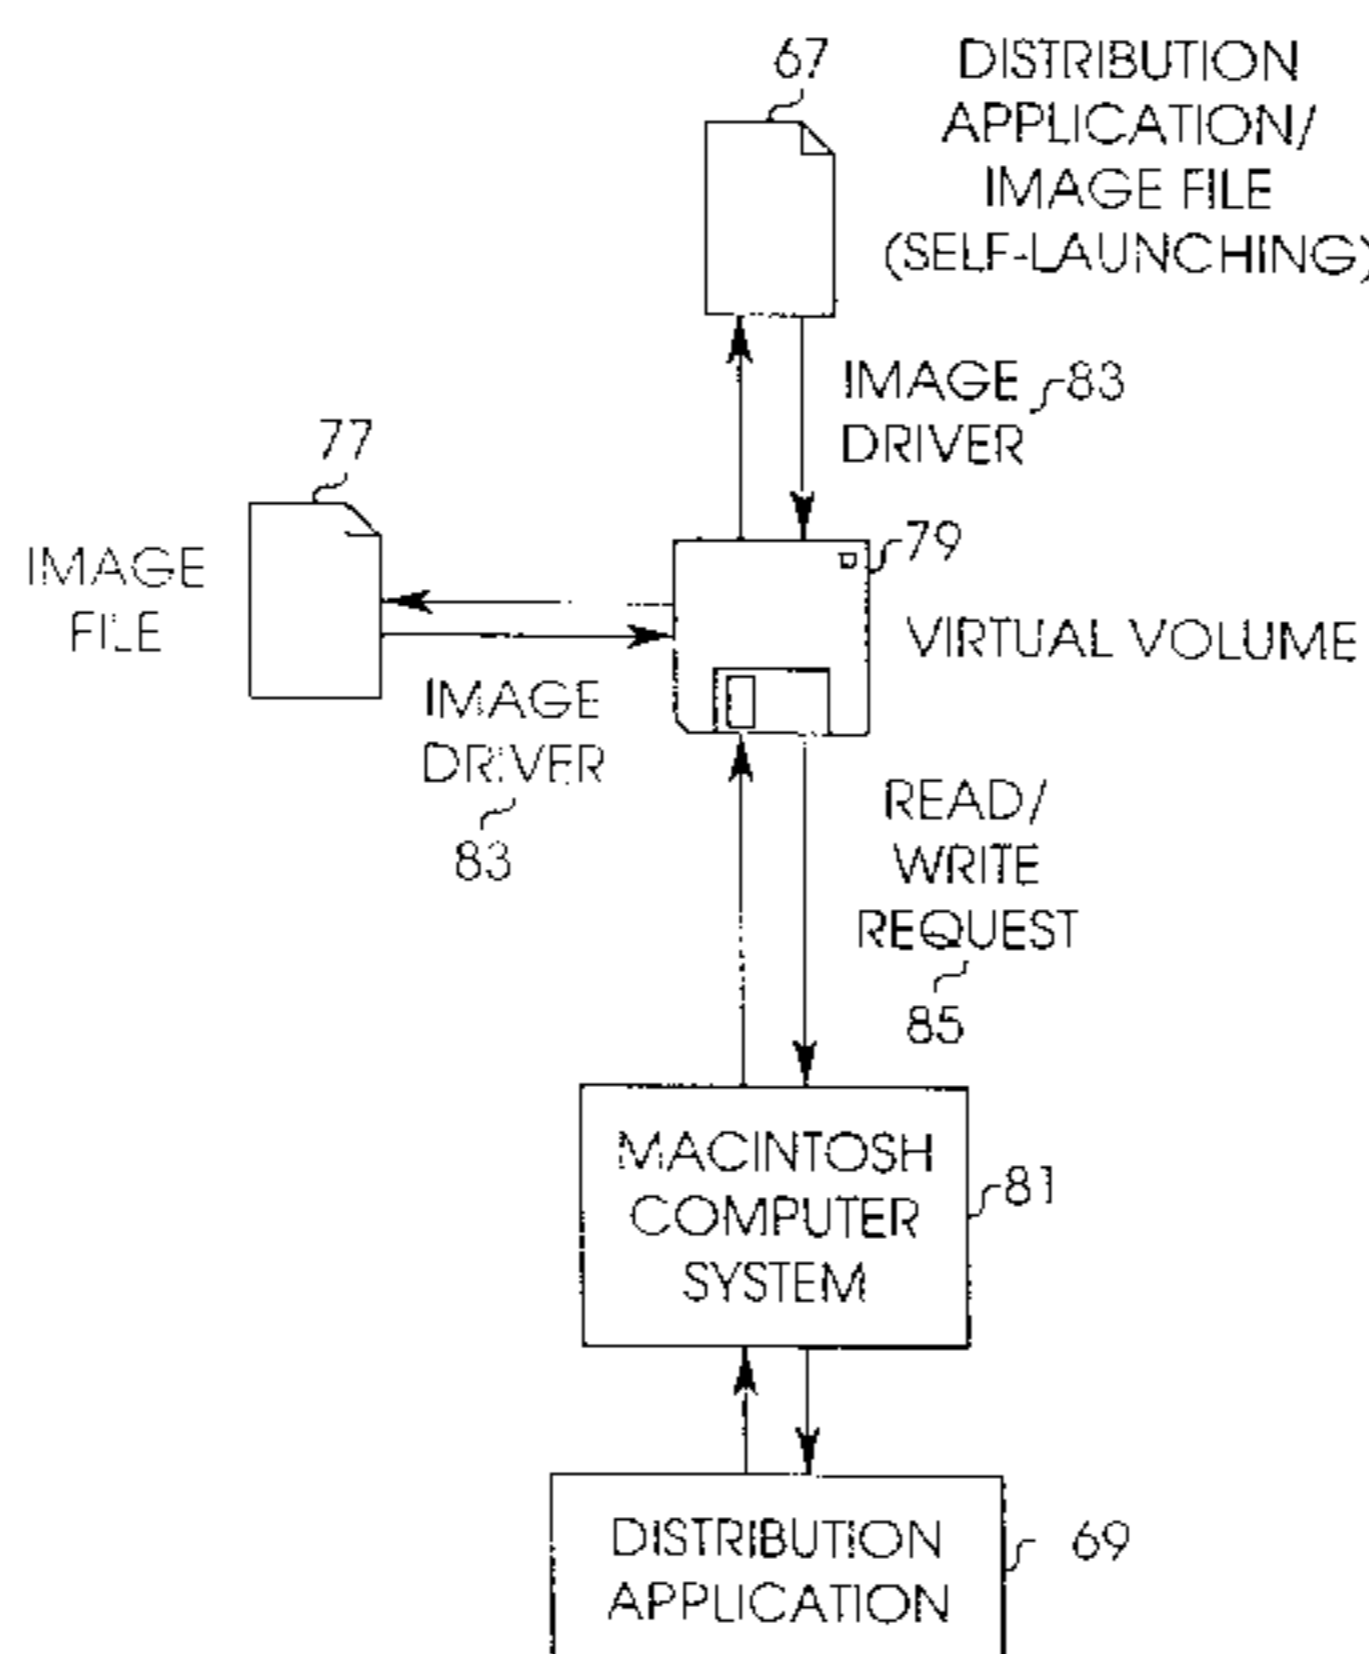 67
DISTRIBUTION
APPLICATION/
IMAGE FILE
(SELF-LAUNCHING)
IMAGE
DRIVER
83
77
IMAGE
FILE
79
VIRTUAL VOLUME
IMAGE
DRIVER
83
READ/
WRITE
REQUEST
85
MACINTOSH
COMPUTER
SYSTEM
81
DISTRIBUTION
APPLICATION
69